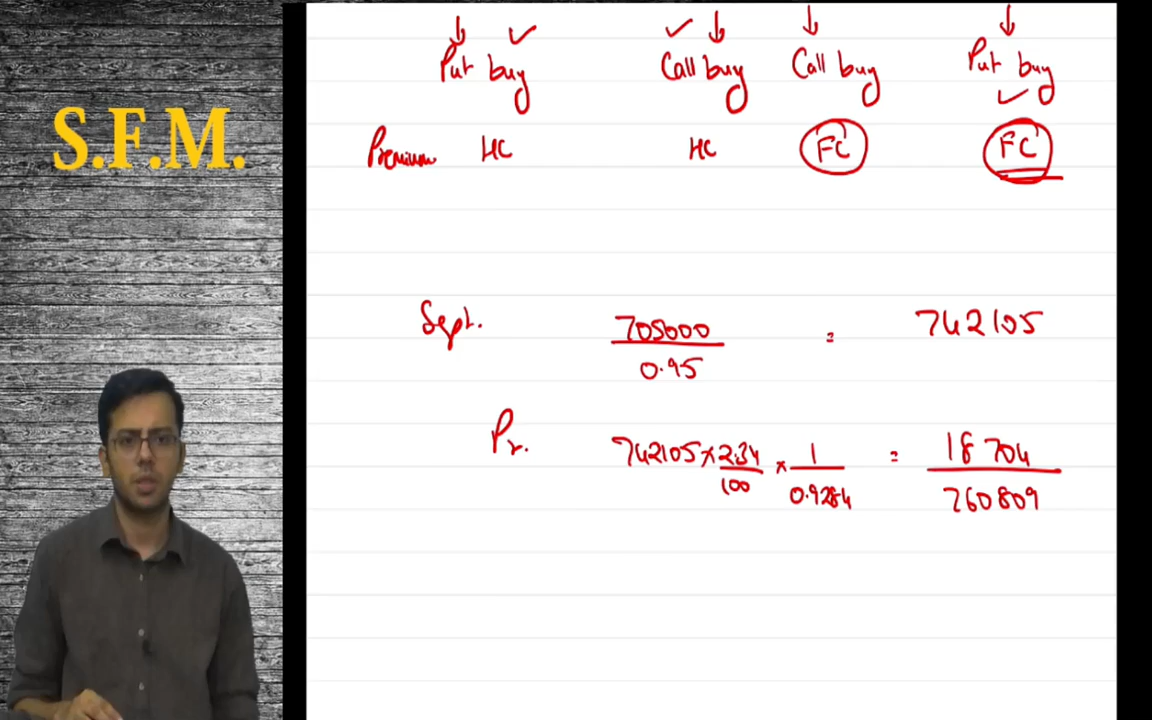 S.F.M.
Put buy Call buy Call buy Put buy
Premium HC HC FC FC
Sept. 705000 / 0.95 = 742105
Pr. 742105 × 2.34 / 100 × 1 / 0.9284 = 18704
760809